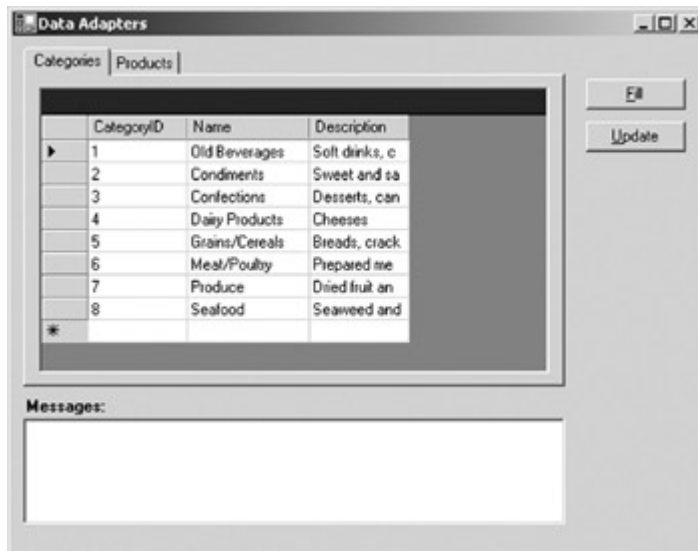 Data Adapters
Categories Products
Fill
Update
CategoryID Name Description
1 Old Beverages Soft drinks, c
2 Condiments Sweet and sa
3 Confections Desserts, can
4 Dairy Products Cheeses
5 Grains/Cereals Breads, crack
6 Meat/Poultry Prepared me
7 Produce Dried fruit an
8 Seafood Seaweed and
Messages: